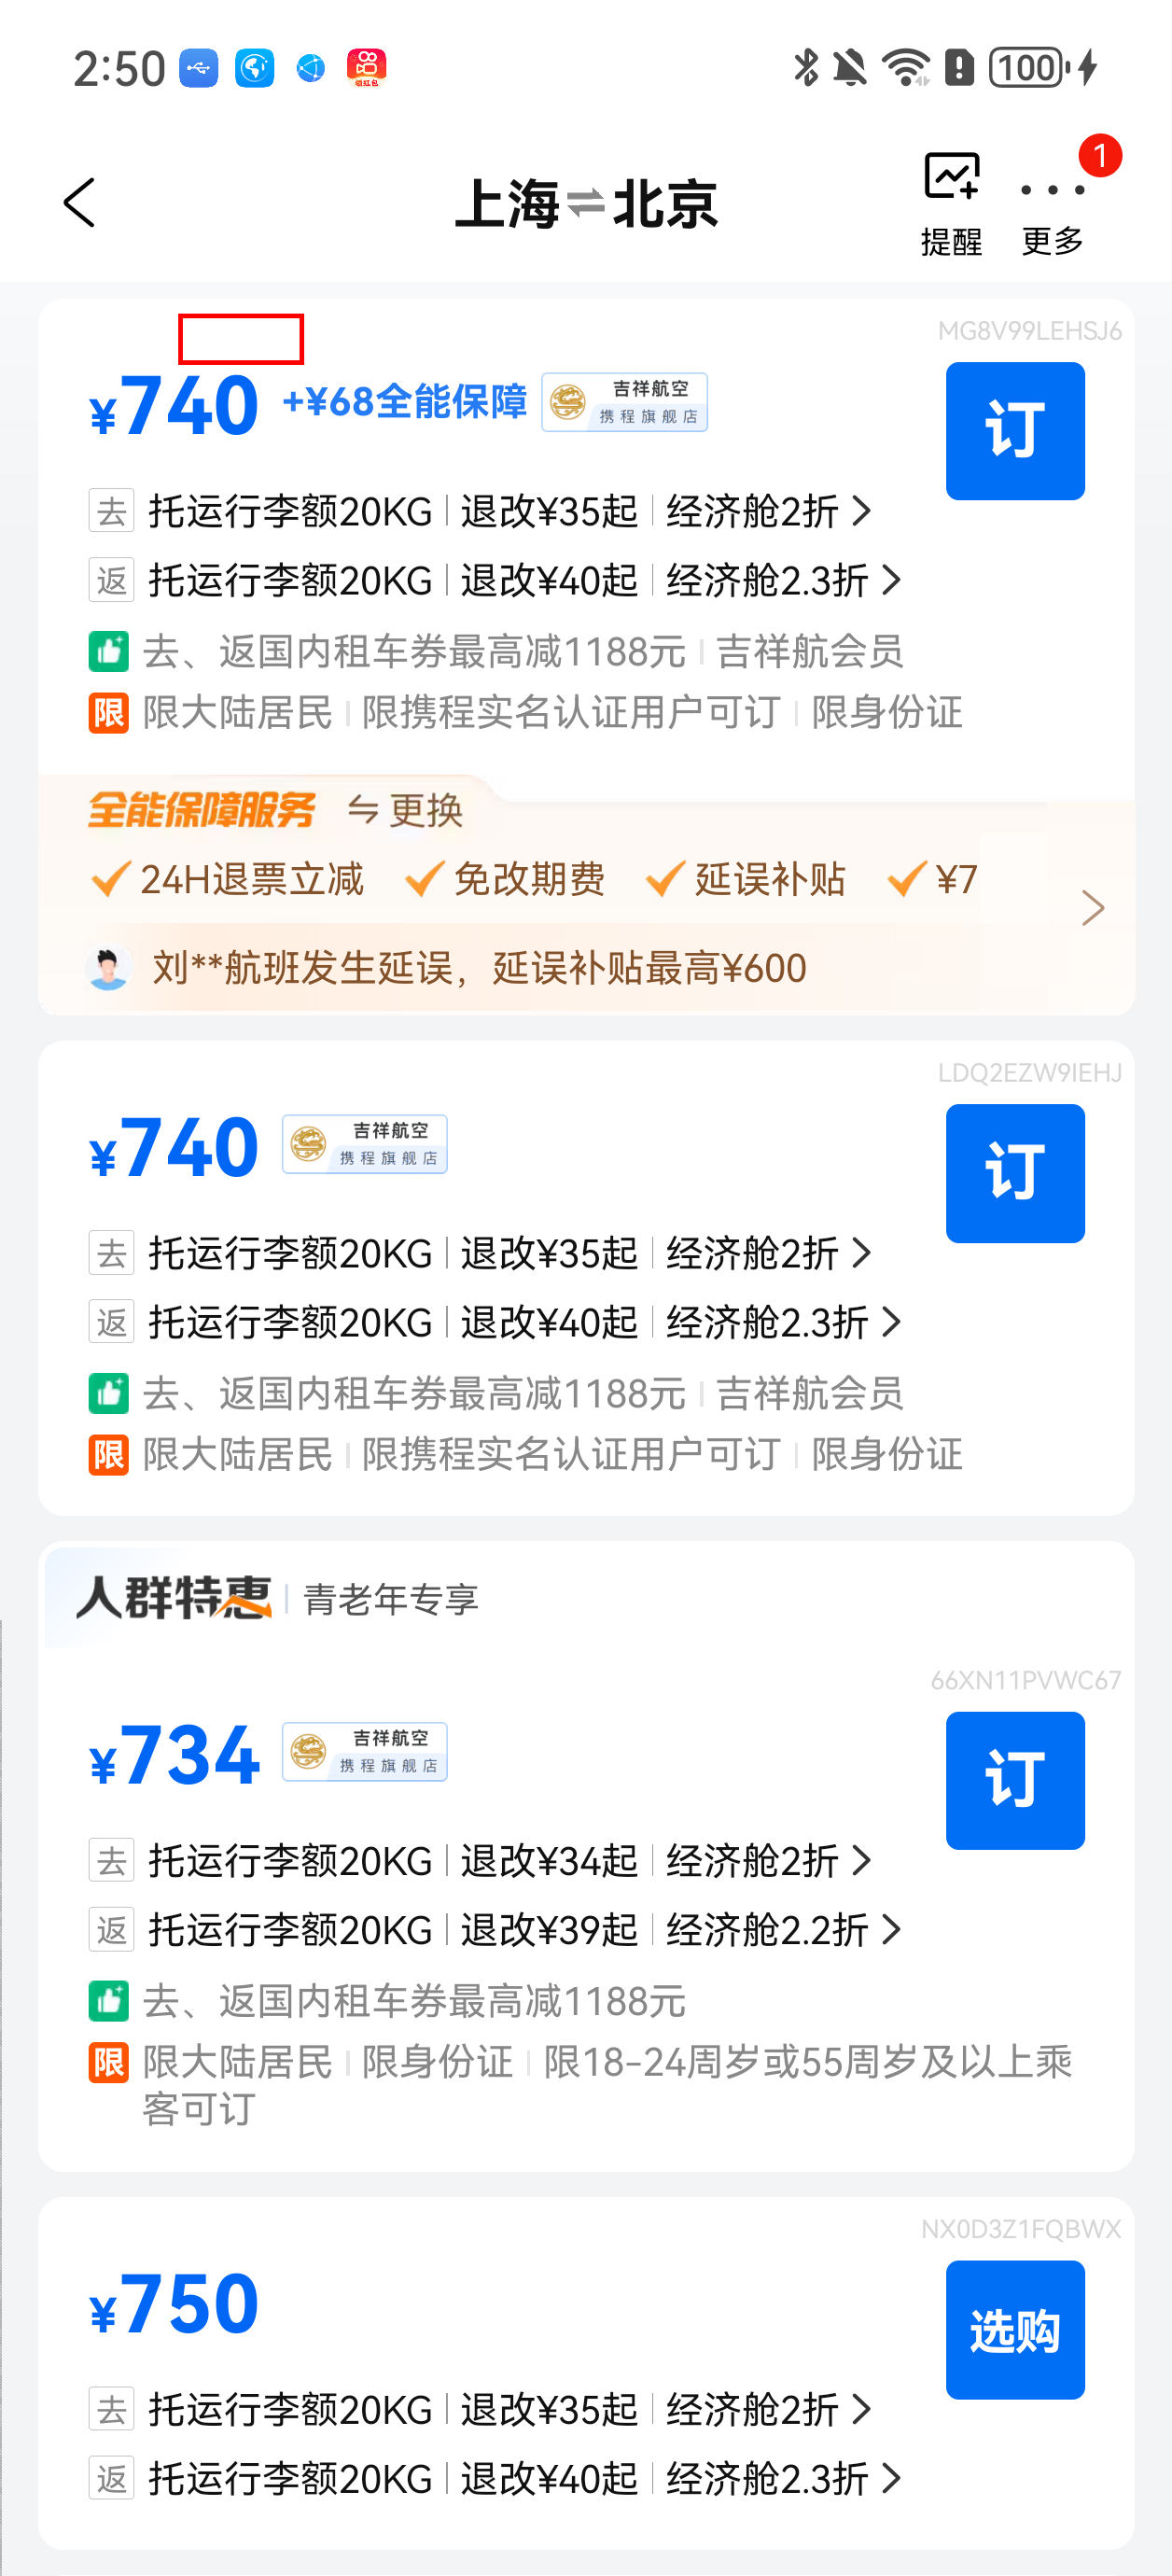 2:50
领红包
100
上海⇌北京
提醒
更多
1
MG8V99LEHSJ6
¥740 +¥68全能保障 吉祥航空 携程旗舰店
订
去 托运行李额20KG | 退改¥35起 | 经济舱2折 >
返 托运行李额20KG | 退改¥40起 | 经济舱2.3折 >
去、返国内租车券最高减1188元 | 吉祥航会员
限 限大陆居民 | 限携程实名认证用户可订 | 限身份证
全能保障服务 ⇋更换
24H退票立减 免改期费 延误补贴 ¥7
刘**航班发生延误，延误补贴最高¥600
LDQ2EZW9IEHJ
¥740 吉祥航空 携程旗舰店
订
去 托运行李额20KG | 退改¥35起 | 经济舱2折 >
返 托运行李额20KG | 退改¥40起 | 经济舱2.3折 >
去、返国内租车券最高减1188元 | 吉祥航会员
限 限大陆居民 | 限携程实名认证用户可订 | 限身份证
人群特惠 | 青老年专享
66XN11PVWC67
¥734 吉祥航空 携程旗舰店
订
去 托运行李额20KG | 退改¥34起 | 经济舱2折 >
返 托运行李额20KG | 退改¥39起 | 经济舱2.2折 >
去、返国内租车券最高减1188元
限 限大陆居民 | 限身份证 | 限18-24周岁或55周岁及以上乘
客可订
NX0D3Z1FQBWX
¥750
选购
去 托运行李额20KG | 退改¥35起 | 经济舱2折 >
返 托运行李额20KG | 退改¥40起 | 经济舱2.3折 >